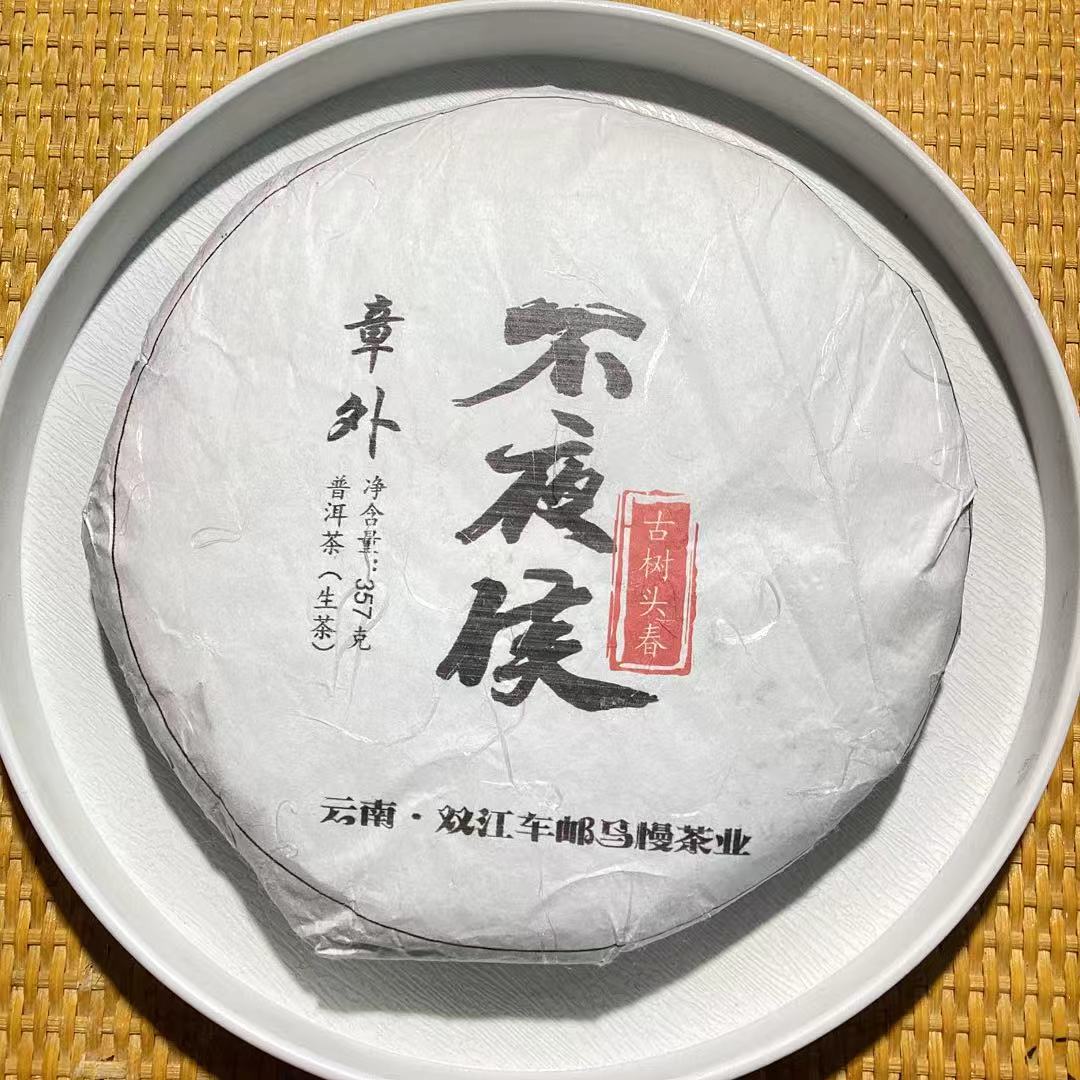 不夜侯
古树头春
章外
净含量：357克
普洱茶（生茶）
云南·双江车邮马慢茶业